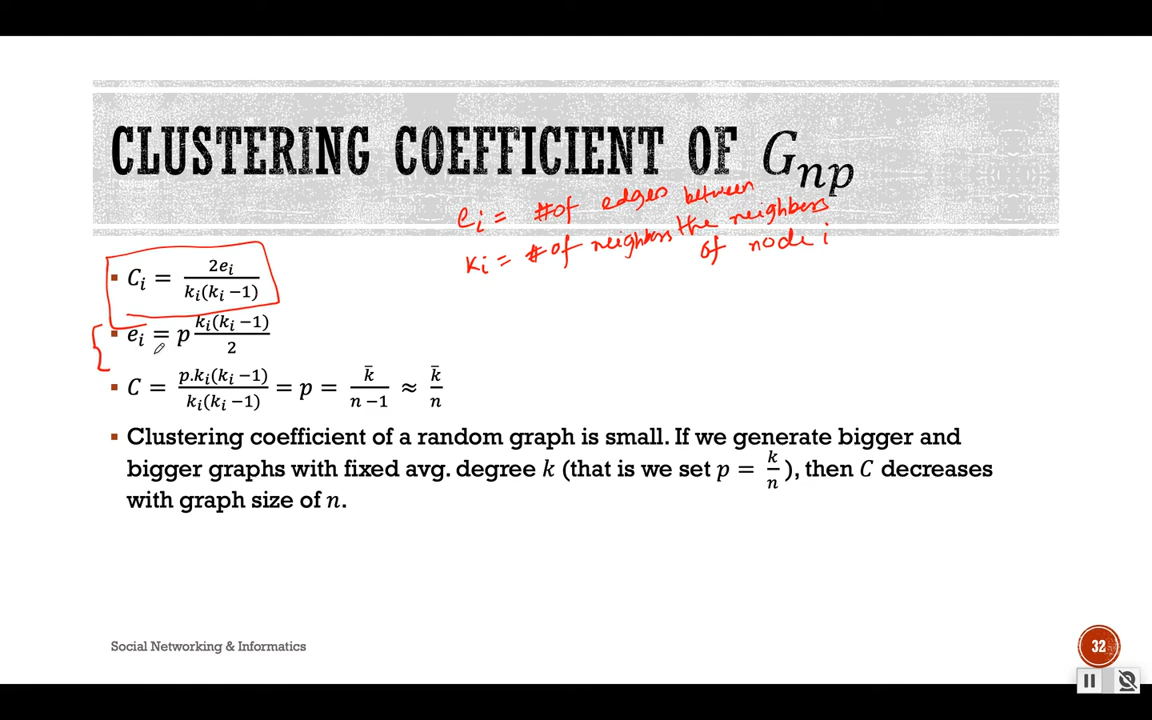 CLUSTERING COEFFICIENT OF Gₙₚ
eᵢ = # of edges between
the neighbors
of node i
kᵢ = # of neighbors
▪ Cᵢ = 2eᵢ / kᵢ(kᵢ −1)
▪ eᵢ = p kᵢ(kᵢ −1) / 2
▪ C = p.kᵢ(kᵢ −1) / kᵢ(kᵢ −1) = p = k̄ / n −1 ≈ k̄ / n
▪ Clustering coefficient of a random graph is small. If we generate bigger and
bigger graphs with fixed avg. degree k (that is we set p = k / n), then C decreases
with graph size of n.
Social Networking & Informatics
32